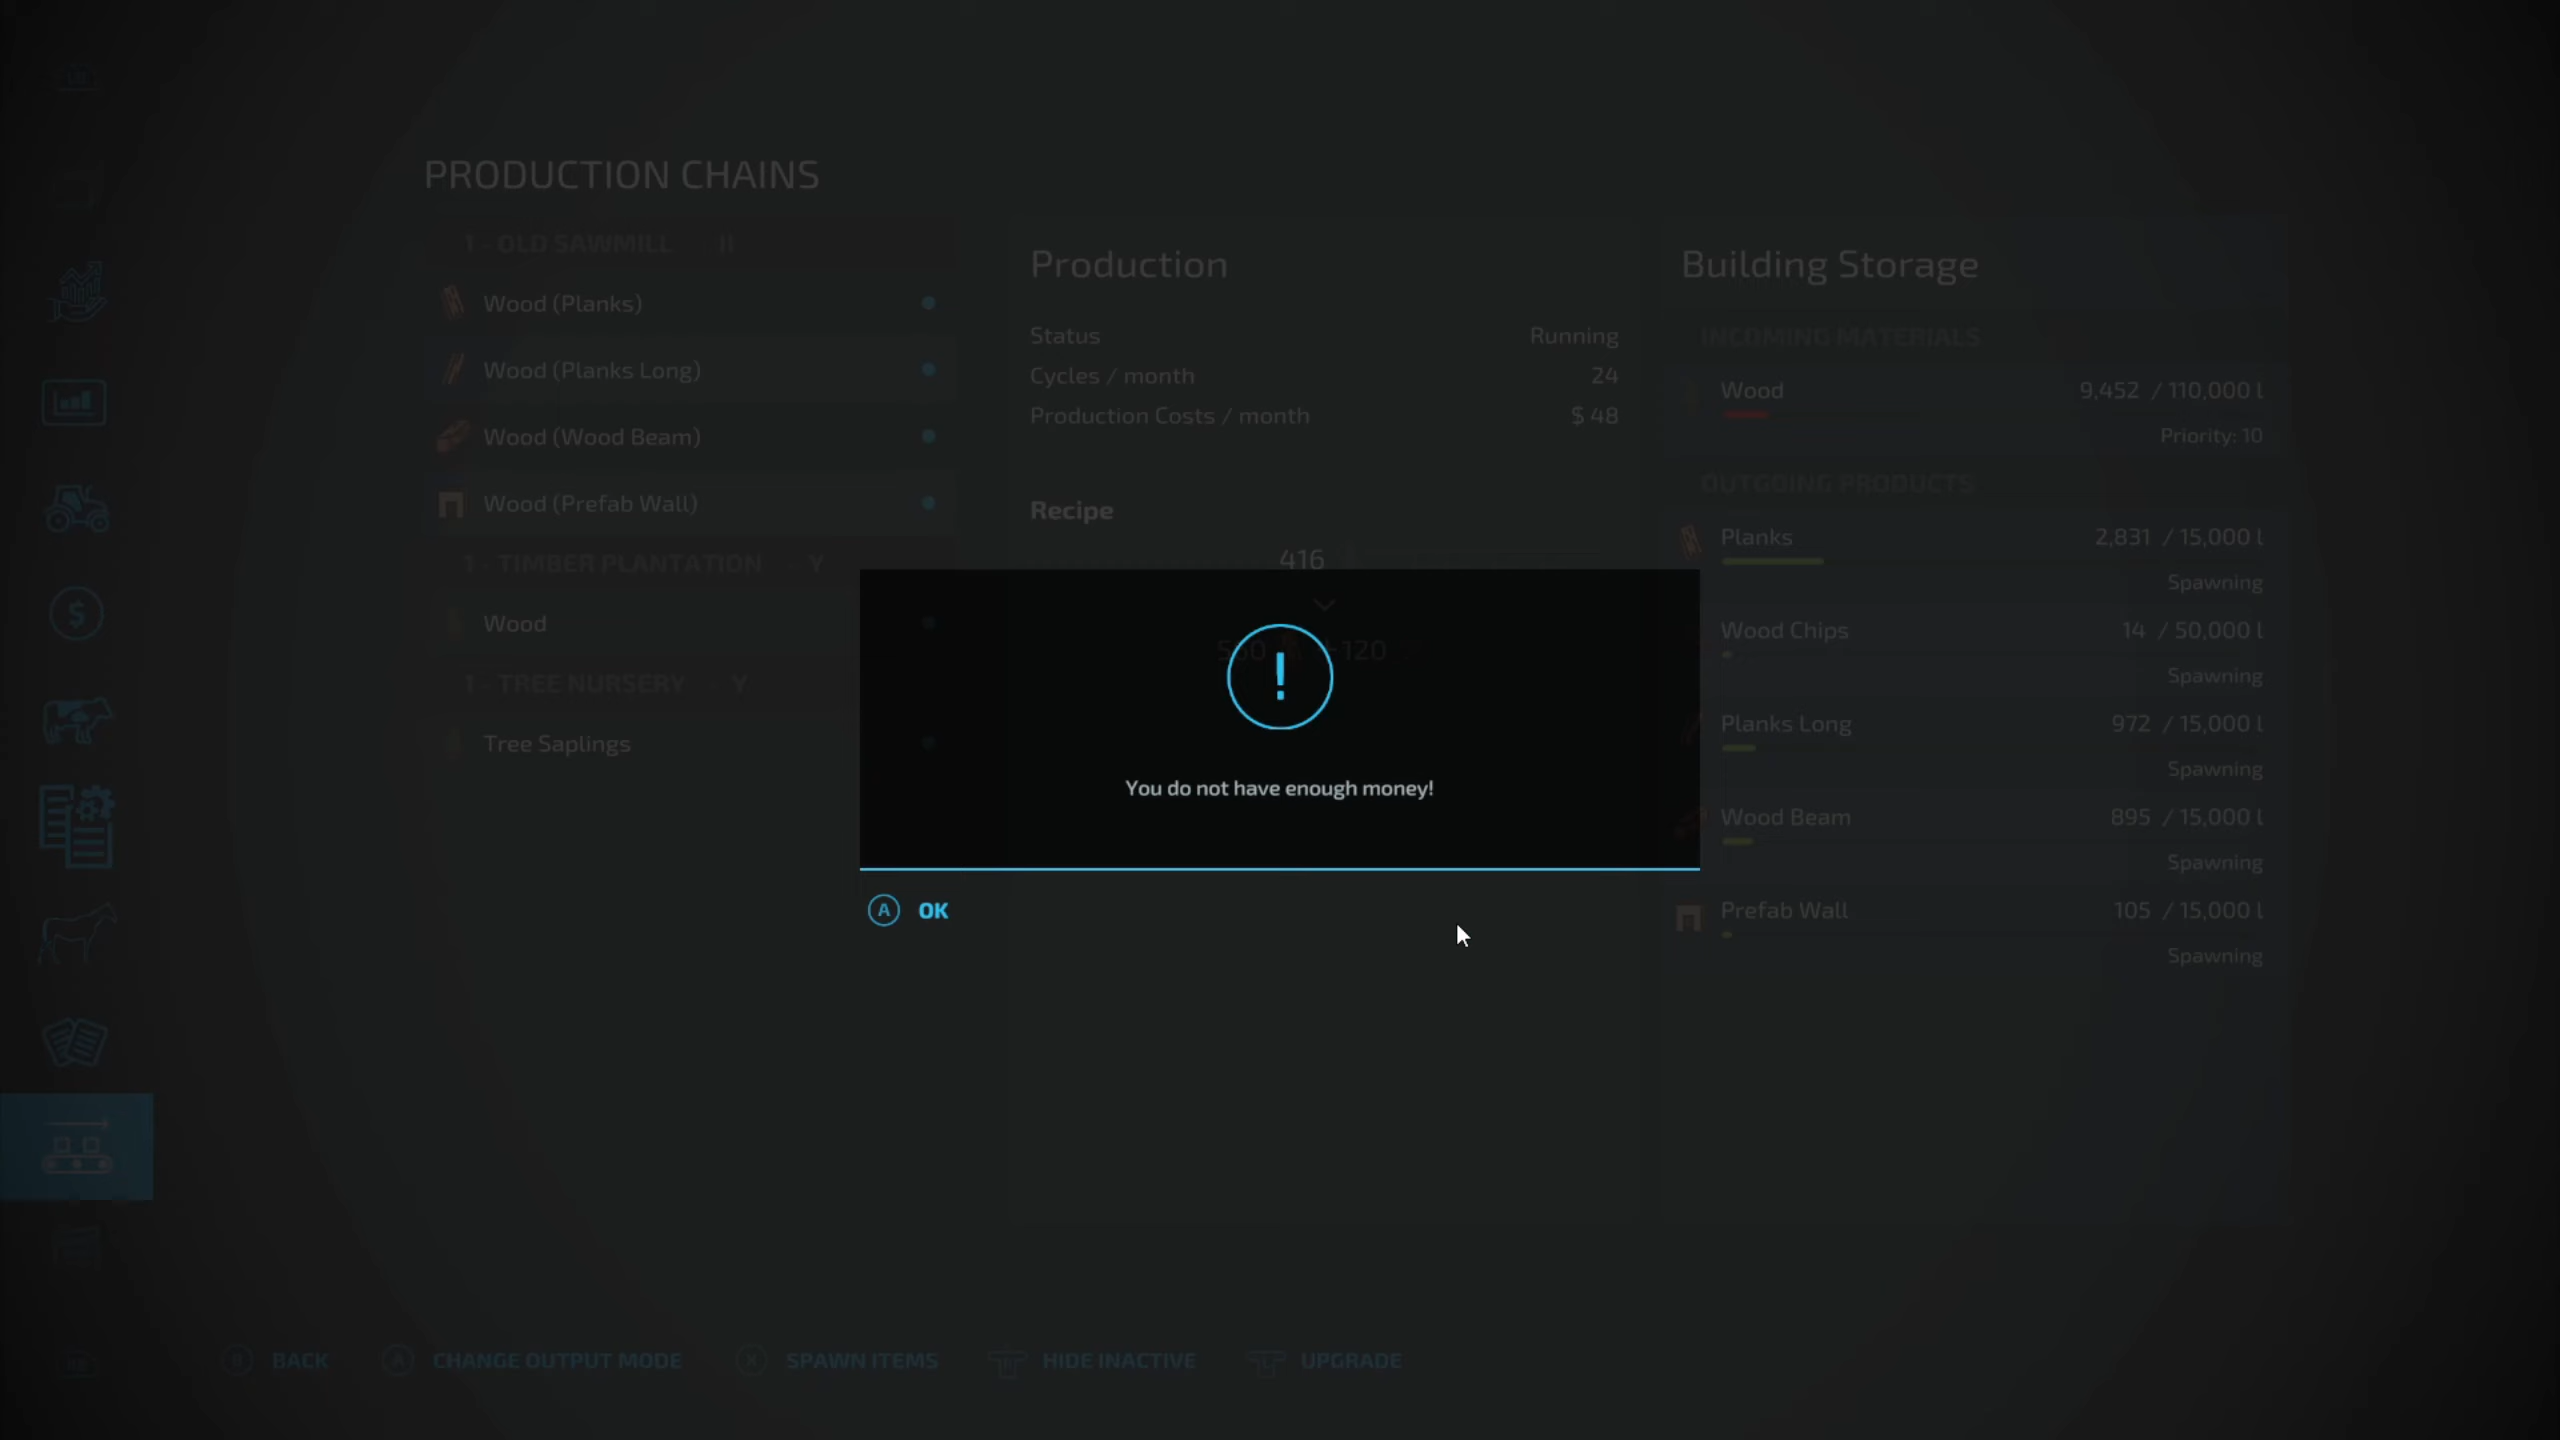 PRODUCTION CHAINS
1 - OLD SAWMILL II
Wood (Planks)
Wood (Planks Long)
Wood (Wood Beam)
Wood (Prefab Wall)
1 - TIMBER PLANTATION - Y
Wood
1 - TREE NURSERY - Y
Tree Saplings
Production
Status Running
Cycles / month 24
Production Costs / month $ 48
Recipe
416
+120
Building Storage
INCOMING MATERIALS
Wood 9,452 / 110,000 l
Priority: 10
OUTGOING PRODUCTS
Planks 2,831 / 15,000 l
Spawning
Wood Chips 14 / 50,000 l
Spawning
Planks Long 972 / 15,000 l
Spawning
Wood Beam 895 / 15,000 l
Spawning
Prefab Wall 105 / 15,000 l
Spawning
!
You do not have enough money!
A OK
B BACK A CHANGE OUTPUT MODE X SPAWN ITEMS HIDE INACTIVE UPGRADE